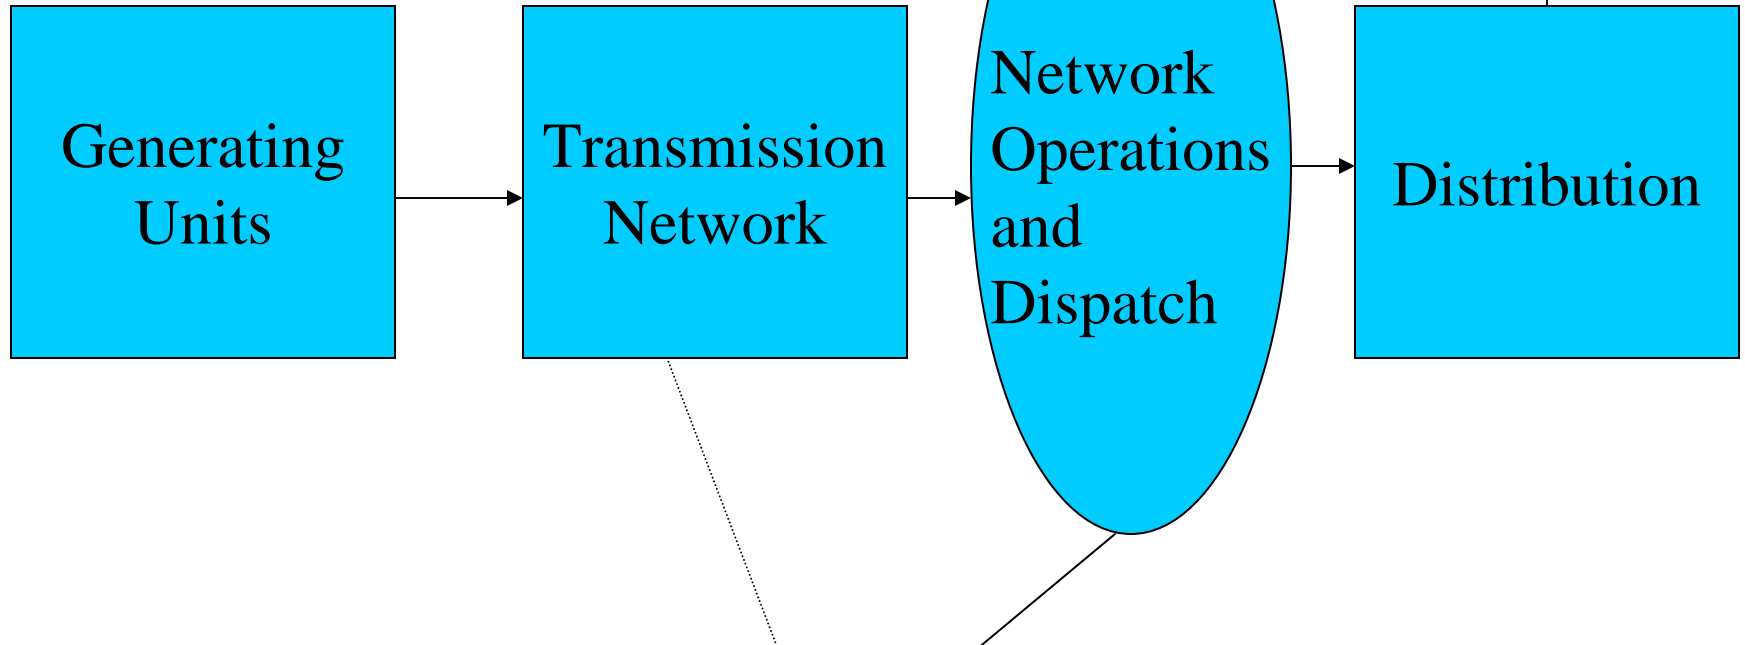 Generating
Units
Transmission
Network
Network
Operations
and
Dispatch
Distribution